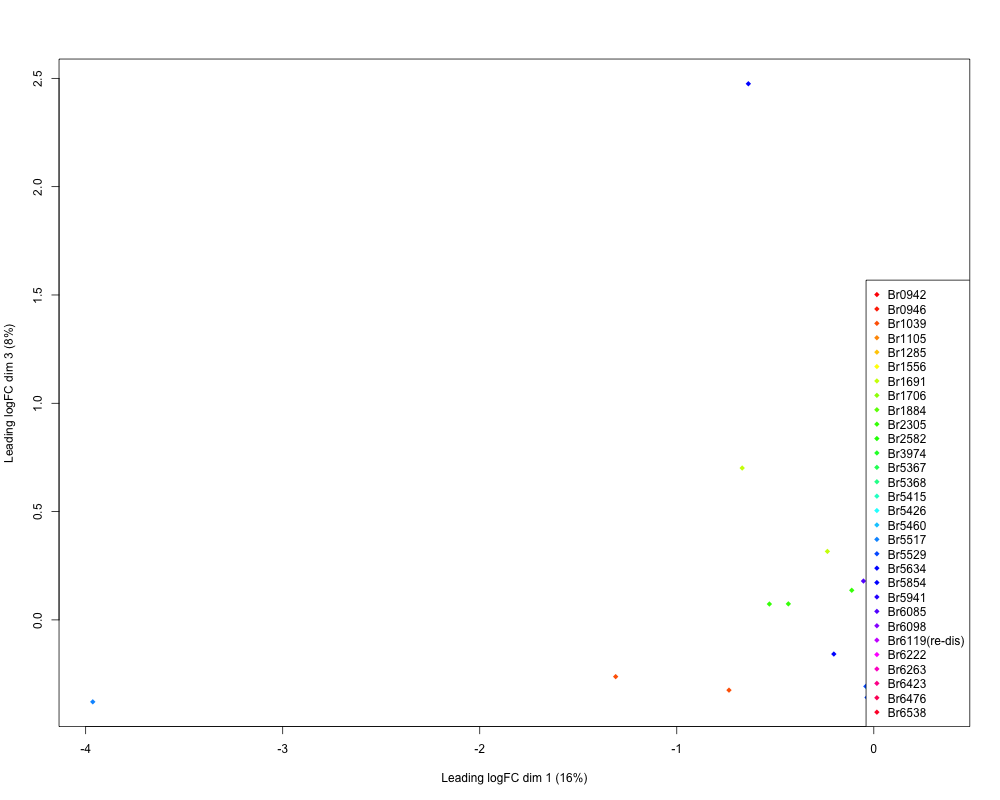 2.5
2.0
1.5
1.0
0.5
0.0
Leading logFC dim 3 (8%)
Br0942
Br0946
Br1039
Br1105
Br1285
Br1556
Br1691
Br1706
Br1884
Br2305
Br2582
Br3974
Br5367
Br5368
Br5415
Br5426
Br5460
Br5517
Br5529
Br5634
Br5854
Br5941
Br6085
Br6098
Br6119(re-dis)
Br6222
Br6263
Br6423
Br6476
Br6538
-4 -3 -2 -1 0
Leading logFC dim 1 (16%)